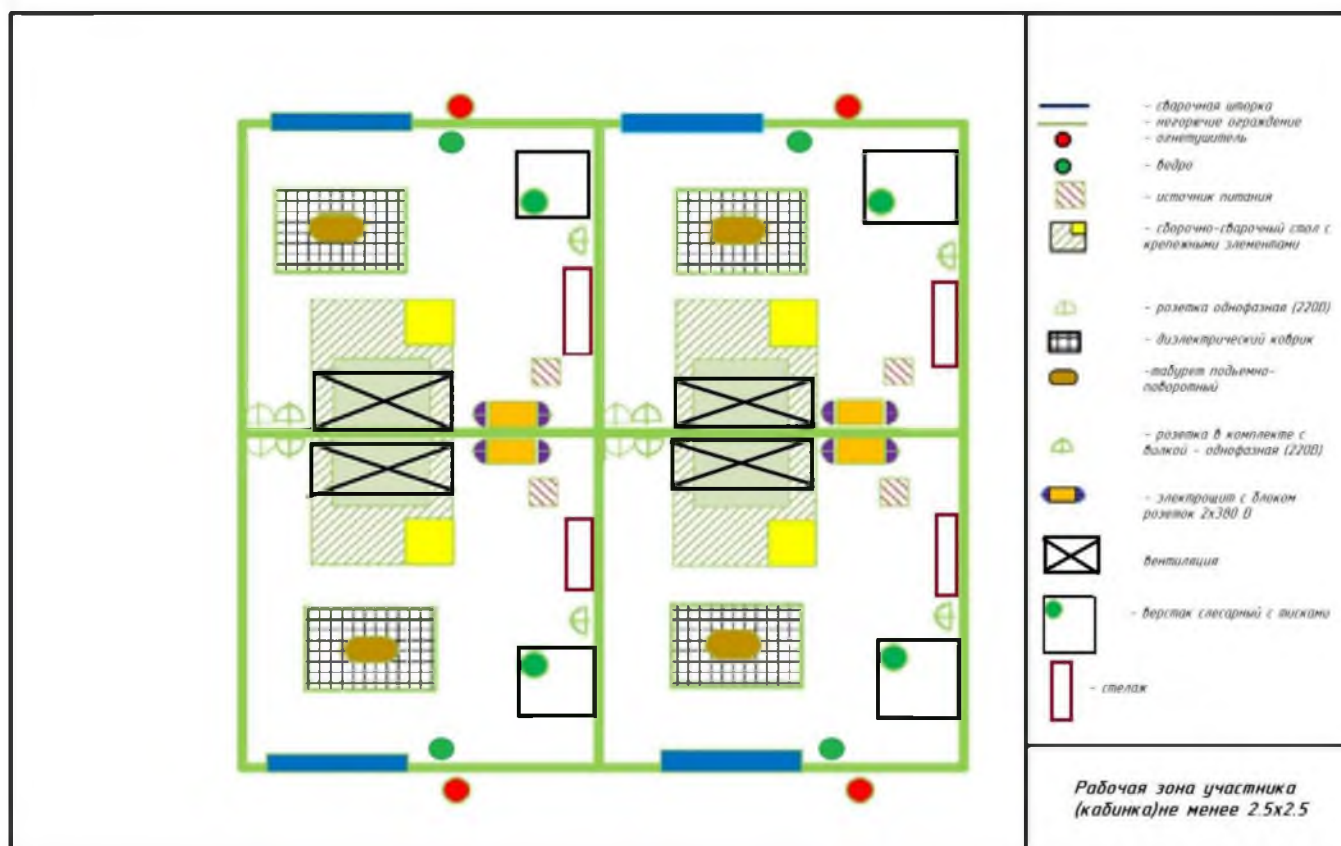 - сварочная шторка
- негорючие ограждение
- огнетушитель
- ведро
- источник питания
- сборочно-сварочный стол с
крепежными элементами
- розетка однофазная (220В)
- диэлектрический коврик
-табурет подъемно-
поворотный
- розетка в комплекте с
вилкой - однофазная (220В)
- электрощит с блоком
розеток 2х380 В
вентиляция
- верстак слесарный с тисками
- стелаж
Рабочая зона участника
(кабинка)не менее 2.5х2.5